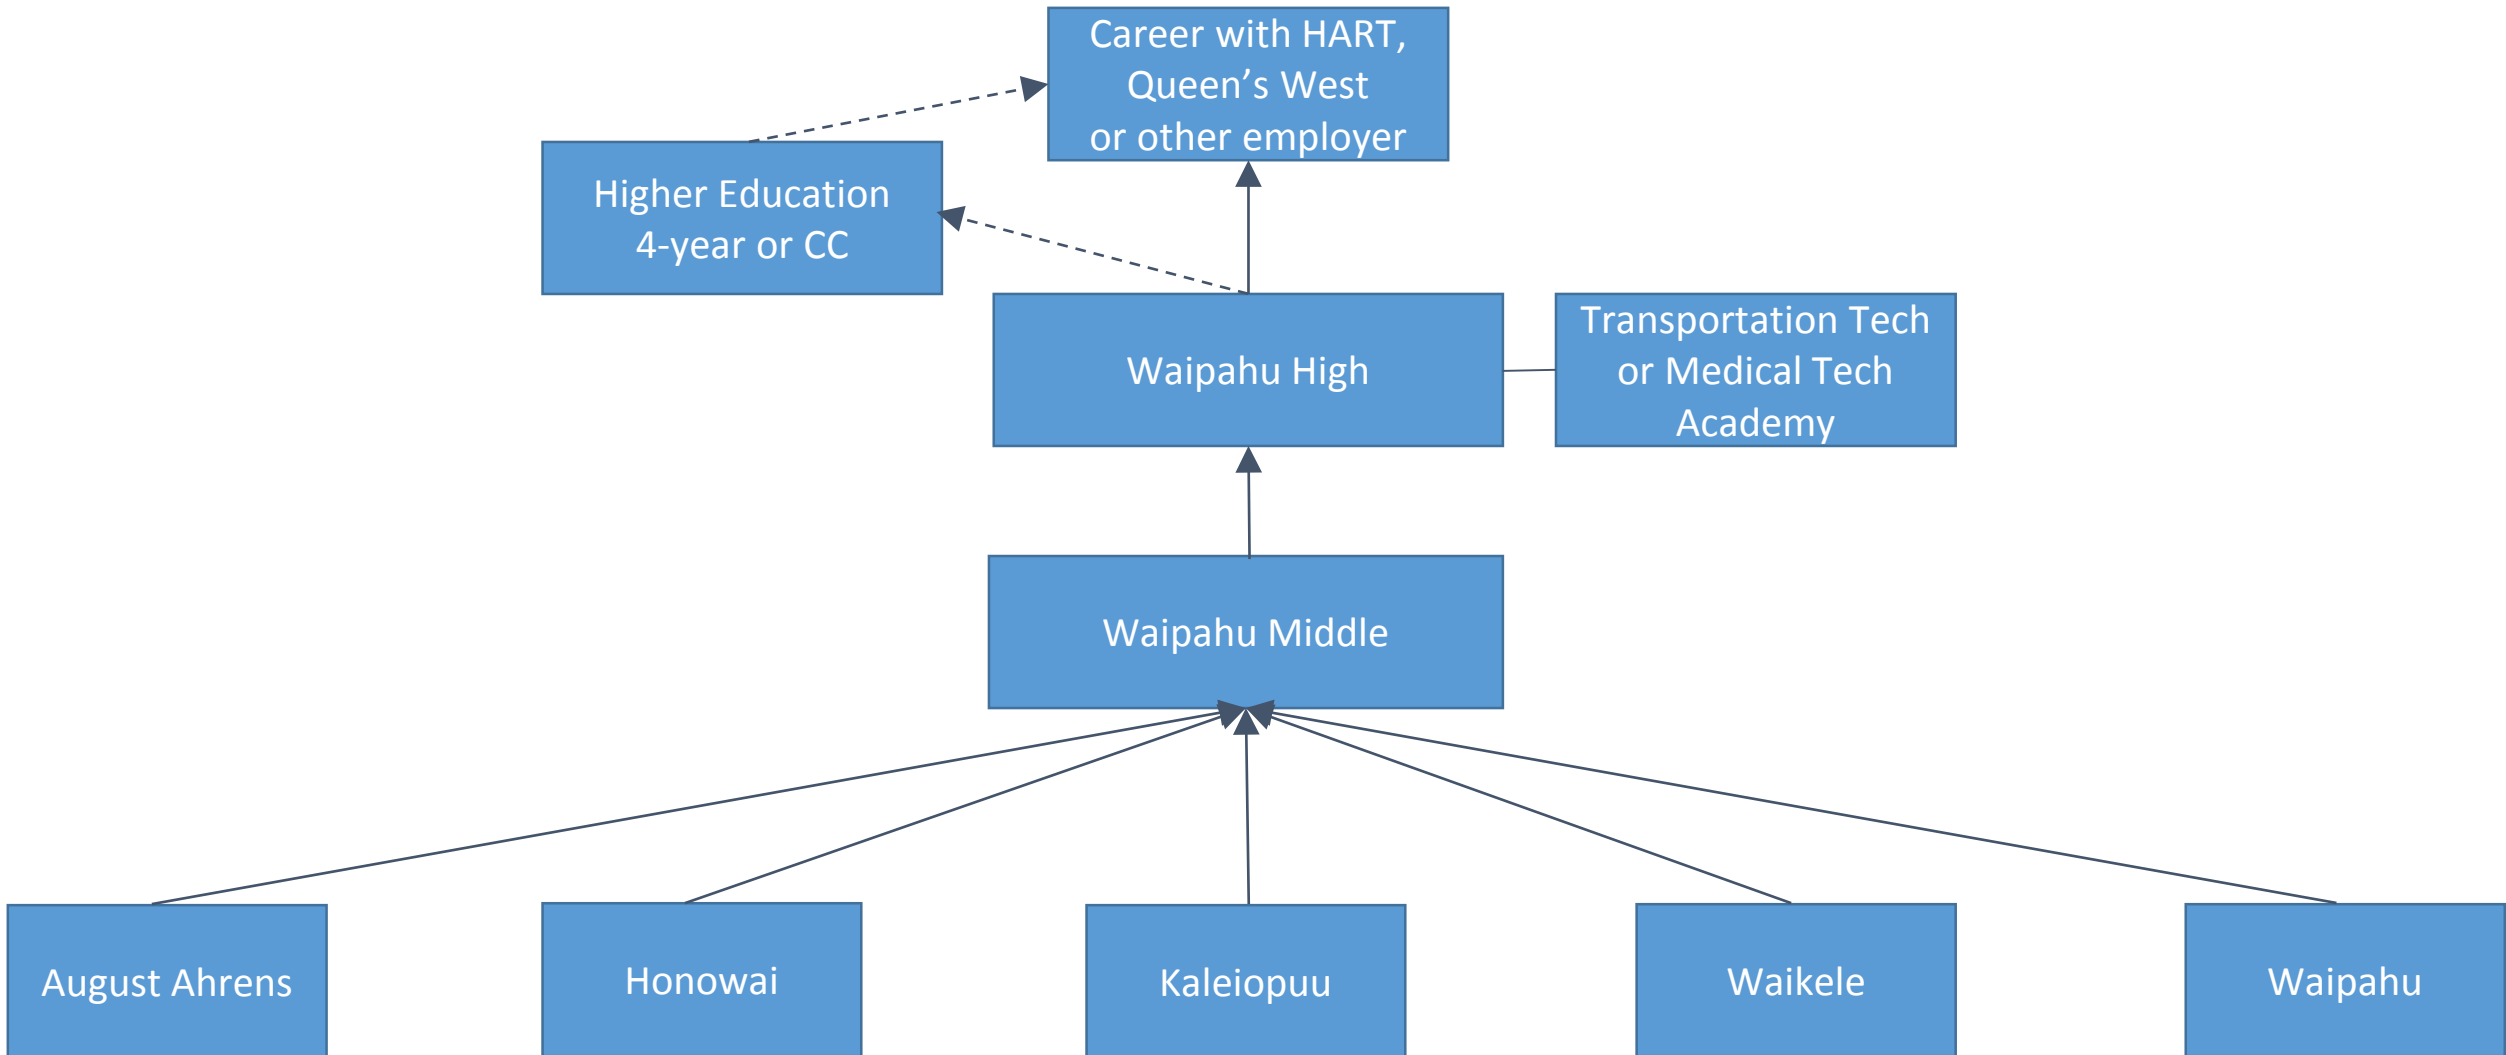 Career with HART,
Queen’s West
or other employer
Higher Education
4-year or CC
Waipahu High
Transportation Tech
or Medical Tech
Academy
Waipahu Middle
August Ahrens
Honowai
Kaleiopuu
Waikele
Waipahu